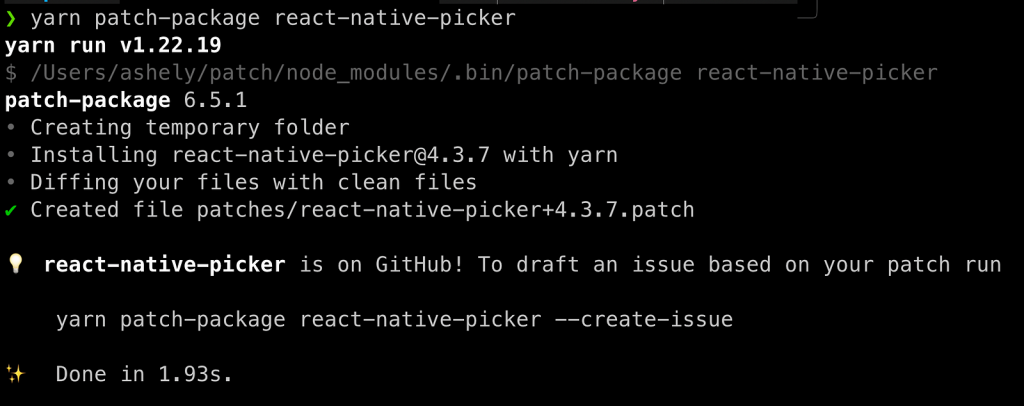 ❯ yarn patch-package react-native-picker
yarn run v1.22.19
$ /Users/ashely/patch/node_modules/.bin/patch-package react-native-picker
patch-package 6.5.1
• Creating temporary folder
• Installing react-native-picker@4.3.7 with yarn
• Diffing your files with clean files
✔ Created file patches/react-native-picker+4.3.7.patch
💡 react-native-picker is on GitHub! To draft an issue based on your patch run
yarn patch-package react-native-picker --create-issue
✨ Done in 1.93s.